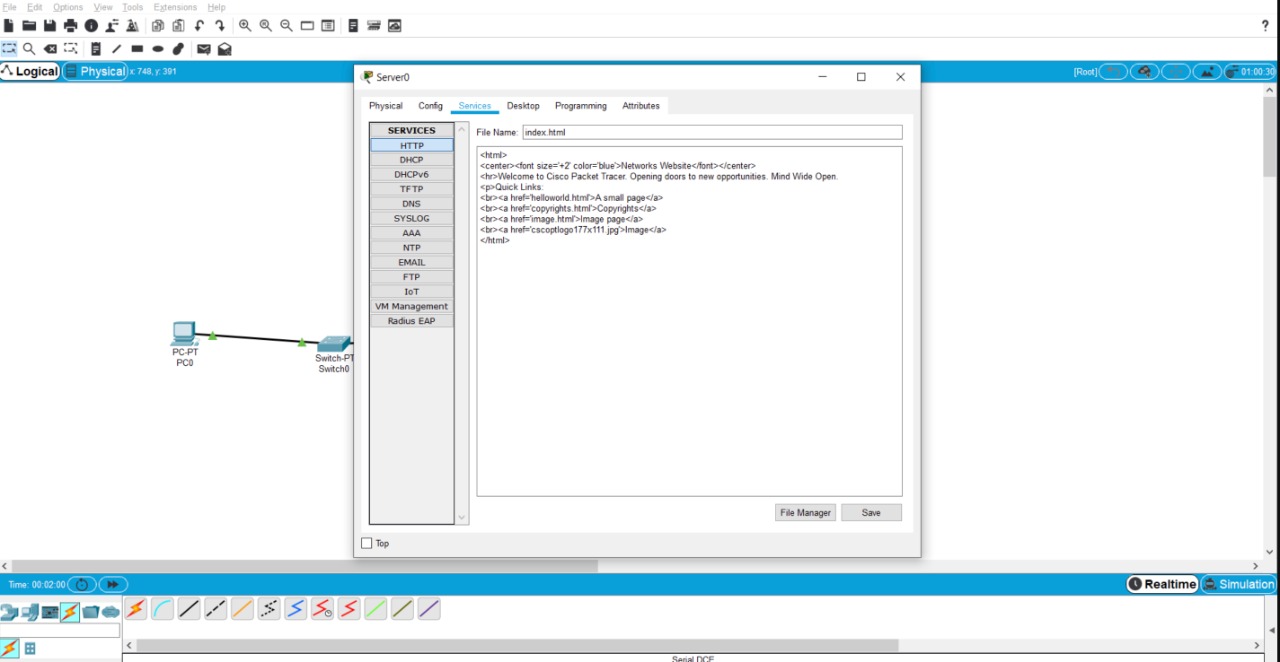 File Edit Options View Tools Extensions Help
?
Logical Physical x: 748, y: 391 [Root] 01:00:30
Server0
Physical Config Services Desktop Programming Attributes
SERVICES
HTTP
DHCP
DHCPv6
TFTP
DNS
SYSLOG
AAA
NTP
EMAIL
FTP
IoT
VM Management
Radius EAP
File Name: index.html
<html>
<center><font size='+2' color='blue'>Networks Website</font></center>
<hr>Welcome to Cisco Packet Tracer. Opening doors to new opportunities. Mind Wide Open.
<p>Quick Links:
<br><a href='helloworld.html'>A small page</a>
<br><a href='copyrights.html'>Copyrights</a>
<br><a href='image.html'>Image page</a>
<br><a href='cscoptlogo177x111.jpg'>Image</a>
</html>
File Manager Save
Top
PC-PT
PC0
Switch-PT
Switch0
Time: 00:02:00 Realtime Simulation
Serial DCE